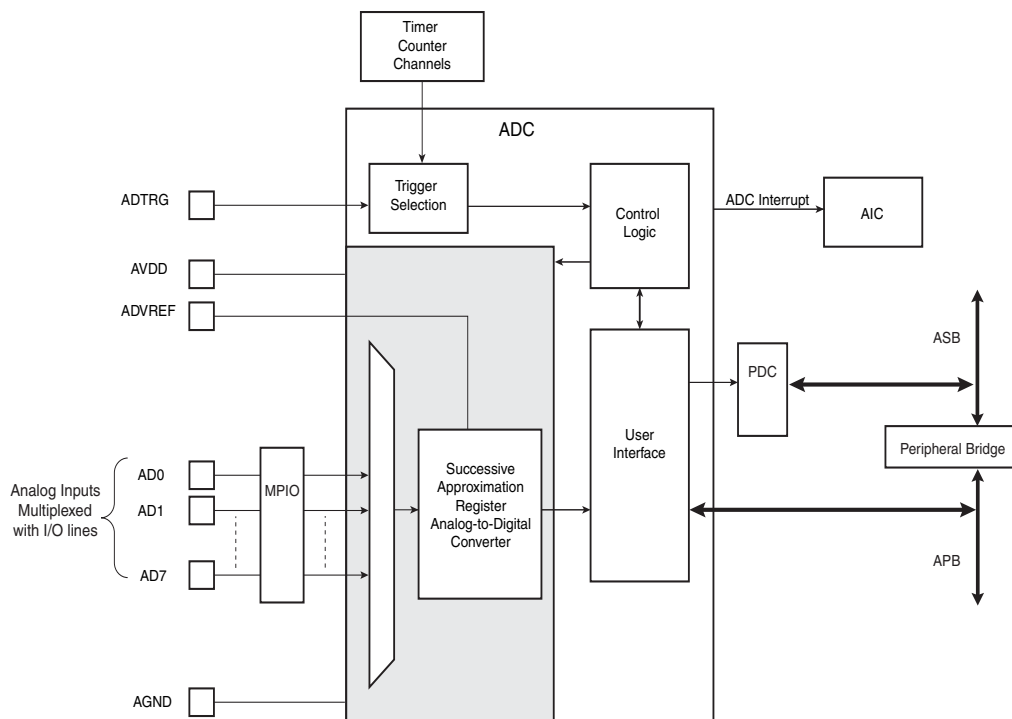 Timer
Counter
Channels
ADC
ADTRG
Trigger
Selection
Control
Logic
ADC Interrupt
AIC
AVDD
ADVREF
ASB
PDC
User
Interface
Peripheral Bridge
Analog Inputs
Multiplexed
with I/O lines
AD0
AD1
AD7
MPIO
Successive
Approximation
Register
Analog-to-Digital
Converter
APB
AGND